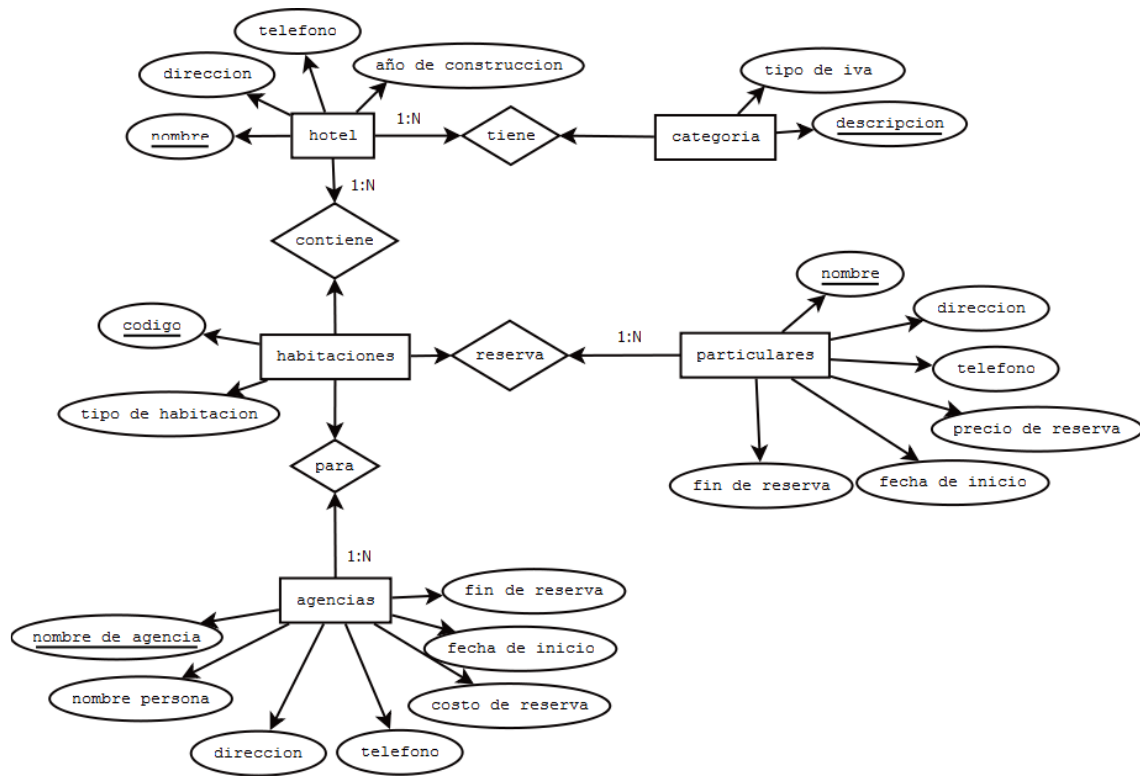 telefono
direccion
año de construccion
tipo de iva
nombre
hotel
1:N
tiene
categoria
descripcion
1:N
contiene
nombre
codigo
direccion
habitaciones
reserva
1:N
particulares
telefono
tipo de habitacion
precio de reserva
para
fin de reserva
fecha de inicio
1:N
agencias
fin de reserva
nombre de agencia
fecha de inicio
nombre persona
costo de reserva
direccion
telefono